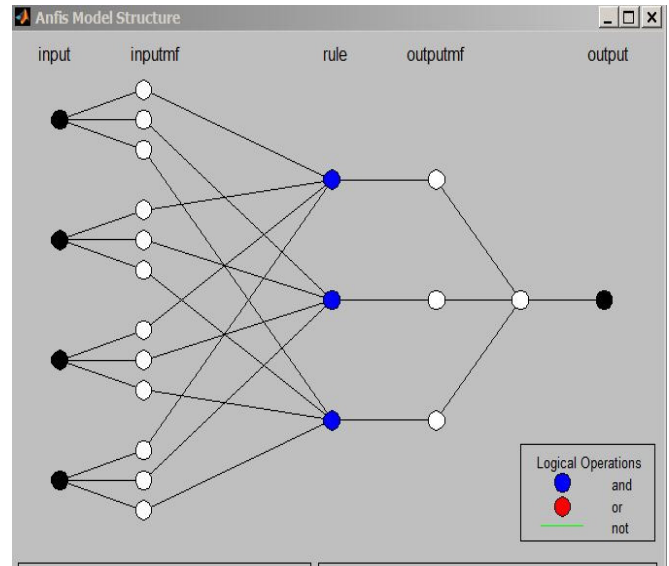 Anfis Model Structure
input inputmf rule outputmf output
Logical Operations
and
or
not